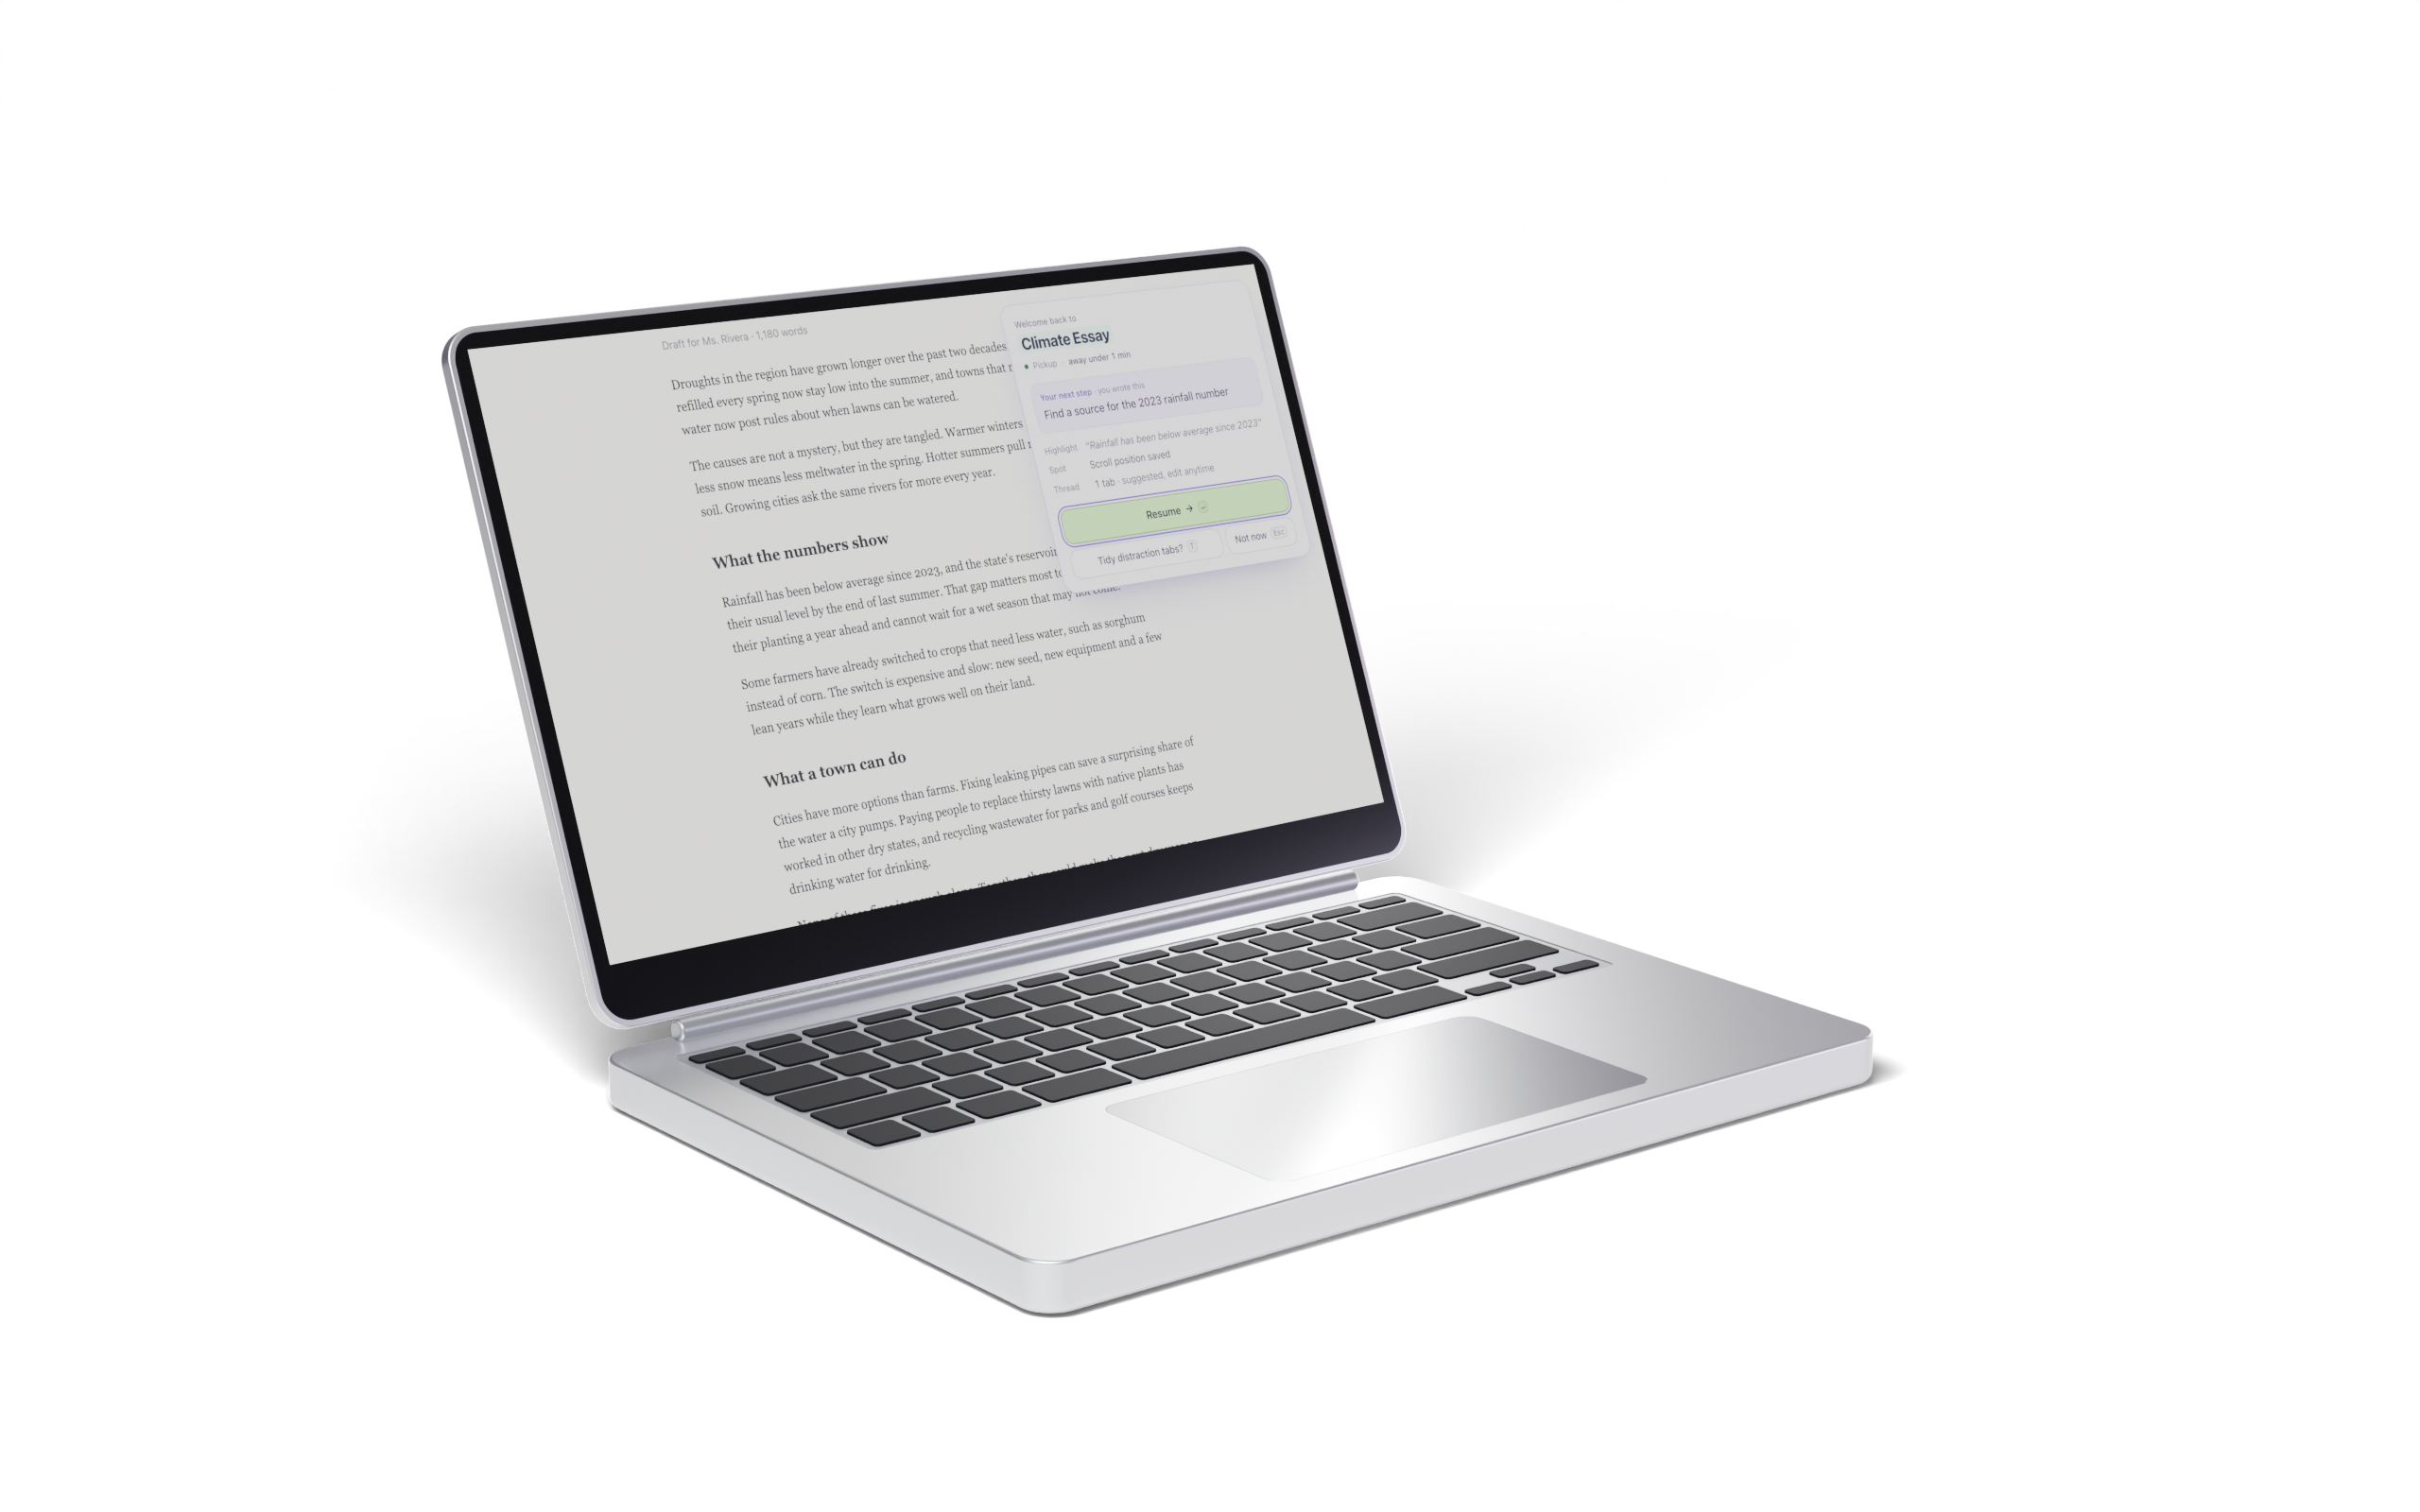 Draft for Ms. Rivera · 1,180 words
Droughts in the region have grown longer over the past two decades
refilled every spring now stay low into the summer, and towns that
water now post rules about when lawns can be watered.
The causes are not a mystery, but they are tangled. Warmer winters
less snow means less meltwater in the spring. Hotter summers pull
soil. Growing cities ask the same rivers for more every year.
What the numbers show
Rainfall has been below average since 2023, and the state's
their usual level by the end of last summer. That gap matters most to
their planting a year ahead and cannot wait for a wet season that may not come.
Some farmers have already switched to crops that need less water, such as sorghum
instead of corn. The switch is expensive and slow: new seed, new equipment and a few
lean years while they learn what grows well on their land.
What a town can do
Cities have more options than farms. Fixing leaking pipes can save a surprising share of
the water a city pumps. Paying people to replace thirsty lawns with native plants has
worked in other dry states, and recycling wastewater for parks and golf courses keeps
drinking water for drinking.
Welcome back to
Climate Essay
Pickup · away under 1 min
Your next step · you wrote this
Find a source for the 2023 rainfall number
Highlight "Rainfall has been below average since 2023"
Spot Scroll position saved
Thread 1 tab · suggested, edit anytime
Resume →
Tidy distraction tabs? T
Not now Esc